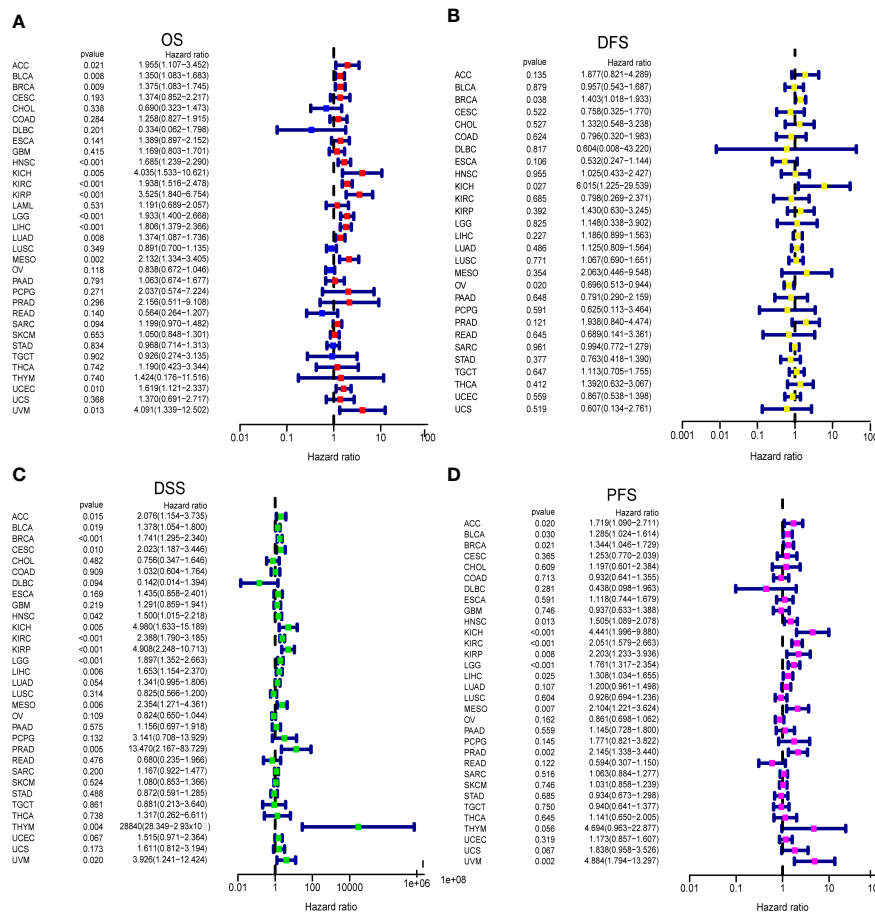 A
OS
pvalue Hazard ratio
ACC 0.021 1.955(1.107−3.452)
BLCA 0.008 1.350(1.083−1.683)
BRCA 0.009 1.375(1.083−1.745)
CESC 0.193 1.374(0.852−2.217)
CHOL 0.338 0.690(0.323−1.473)
COAD 0.284 1.258(0.827−1.915)
DLBC 0.201 0.334(0.062−1.798)
ESCA 0.141 1.389(0.897−2.152)
GBM 0.415 1.169(0.803−1.701)
HNSC <0.001 1.685(1.239−2.290)
KICH 0.005 4.035(1.533−10.621)
KIRC <0.001 1.938(1.516−2.478)
KIRP <0.001 3.525(1.840−6.754)
LAML 0.531 1.191(0.689−2.057)
LGG <0.001 1.933(1.400−2.668)
LIHC <0.001 1.806(1.379−2.366)
LUAD 0.008 1.374(1.087−1.736)
LUSC 0.349 0.891(0.700−1.135)
MESO 0.002 2.132(1.334−3.405)
OV 0.118 0.838(0.672−1.046)
PAAD 0.791 1.063(0.674−1.677)
PCPG 0.271 2.037(0.574−7.224)
PRAD 0.296 2.156(0.511−9.108)
READ 0.140 0.564(0.264−1.207)
SARC 0.094 1.199(0.970−1.482)
SKCM 0.653 1.050(0.848−1.301)
STAD 0.834 0.968(0.714−1.313)
TGCT 0.902 0.926(0.274−3.135)
THCA 0.742 1.190(0.423−3.344)
THYM 0.740 1.424(0.176−11.516)
UCEC 0.010 1.619(1.121−2.337)
UCS 0.368 1.370(0.691−2.717)
UVM 0.013 4.091(1.339−12.502)
0.01 0.1 1 10 100
Hazard ratio
B
DFS
pvalue Hazard ratio
ACC 0.135 1.877(0.821−4.289)
BLCA 0.879 0.957(0.543−1.687)
BRCA 0.038 1.403(1.018−1.933)
CESC 0.522 0.758(0.325−1.770)
CHOL 0.527 1.332(0.548−3.238)
COAD 0.624 0.796(0.320−1.983)
DLBC 0.817 0.604(0.008−43.220)
ESCA 0.106 0.532(0.247−1.144)
HNSC 0.955 1.025(0.433−2.427)
KICH 0.027 6.015(1.225−29.539)
KIRC 0.685 0.798(0.269−2.371)
KIRP 0.392 1.430(0.630−3.245)
LGG 0.825 1.148(0.338−3.902)
LIHC 0.227 1.186(0.899−1.563)
LUAD 0.486 1.125(0.809−1.564)
LUSC 0.771 1.067(0.690−1.651)
MESO 0.354 2.063(0.446−9.548)
OV 0.020 0.696(0.513−0.944)
PAAD 0.648 0.791(0.290−2.159)
PCPG 0.591 0.625(0.113−3.464)
PRAD 0.121 1.938(0.840−4.474)
READ 0.645 0.689(0.141−3.361)
SARC 0.961 0.994(0.772−1.279)
STAD 0.377 0.763(0.418−1.390)
TGCT 0.647 1.113(0.705−1.755)
THCA 0.412 1.392(0.632−3.067)
UCEC 0.559 0.867(0.538−1.398)
UCS 0.519 0.607(0.134−2.761)
0.001 0.01 0.1 1 10 100
Hazard ratio
C
DSS
pvalue Hazard ratio
ACC 0.015 2.076(1.154−3.735)
BLCA 0.019 1.378(1.054−1.800)
BRCA <0.001 1.741(1.295−2.340)
CESC 0.010 2.023(1.187−3.446)
CHOL 0.482 0.756(0.347−1.646)
COAD 0.909 1.032(0.604−1.764)
DLBC 0.094 0.142(0.014−1.394)
ESCA 0.169 1.435(0.858−2.401)
GBM 0.219 1.291(0.859−1.941)
HNSC 0.042 1.500(1.015−2.218)
KICH 0.005 4.980(1.633−15.189)
KIRC <0.001 2.388(1.790−3.185)
KIRP <0.001 4.908(2.248−10.713)
LGG <0.001 1.897(1.352−2.663)
LIHC 0.006 1.653(1.154−2.370)
LUAD 0.054 1.341(0.995−1.806)
LUSC 0.314 0.825(0.566−1.200)
MESO 0.006 2.354(1.271−4.361)
OV 0.109 0.824(0.650−1.044)
PAAD 0.575 1.156(0.697−1.918)
PCPG 0.132 3.141(0.708−13.929)
PRAD 0.005 13.470(2.167−83.729)
READ 0.476 0.680(0.235−1.966)
SARC 0.200 1.167(0.922−1.477)
SKCM 0.524 1.080(0.853−1.366)
STAD 0.488 0.872(0.591−1.285)
TGCT 0.861 0.881(0.213−3.640)
THCA 0.738 1.317(0.262−6.611)
THYM 0.004 28840(28.349−2.93x10
UCEC 0.067 1.515(0.971−2.364)
UCS 0.173 1.611(0.812−3.194)
UVM 0.020 3.926(1.241−12.424)
0.01 1 100 10000 1e+06 1e+08
Hazard ratio
D
PFS
pvalue Hazard ratio
ACC 0.020 1.719(1.090−2.711)
BLCA 0.030 1.285(1.024−1.614)
BRCA 0.021 1.344(1.046−1.729)
CESC 0.365 1.253(0.770−2.039)
CHOL 0.609 1.197(0.601−2.384)
COAD 0.713 0.932(0.641−1.355)
DLBC 0.281 0.438(0.098−1.963)
ESCA 0.591 1.118(0.744−1.679)
GBM 0.746 0.937(0.633−1.388)
HNSC 0.013 1.505(1.089−2.078)
KICH <0.001 4.441(1.996−9.880)
KIRC <0.001 2.051(1.579−2.663)
KIRP 0.008 2.203(1.233−3.936)
LGG <0.001 1.761(1.317−2.354)
LIHC 0.025 1.308(1.034−1.655)
LUAD 0.107 1.200(0.961−1.498)
LUSC 0.604 0.926(0.694−1.236)
MESO 0.007 2.104(1.221−3.624)
OV 0.162 0.861(0.698−1.062)
PAAD 0.559 1.145(0.728−1.800)
PCPG 0.145 1.771(0.821−3.822)
PRAD 0.002 2.145(1.338−3.440)
READ 0.122 0.594(0.307−1.150)
SARC 0.516 1.063(0.884−1.277)
SKCM 0.746 1.031(0.858−1.239)
STAD 0.685 0.934(0.673−1.298)
TGCT 0.750 0.940(0.641−1.377)
THCA 0.645 1.141(0.650−2.005)
THYM 0.056 4.694(0.963−22.877)
UCEC 0.319 1.173(0.857−1.607)
UCS 0.067 1.838(0.958−3.526)
UVM 0.002 4.884(1.794−13.297)
0.01 0.1 1 10 100
Hazard ratio